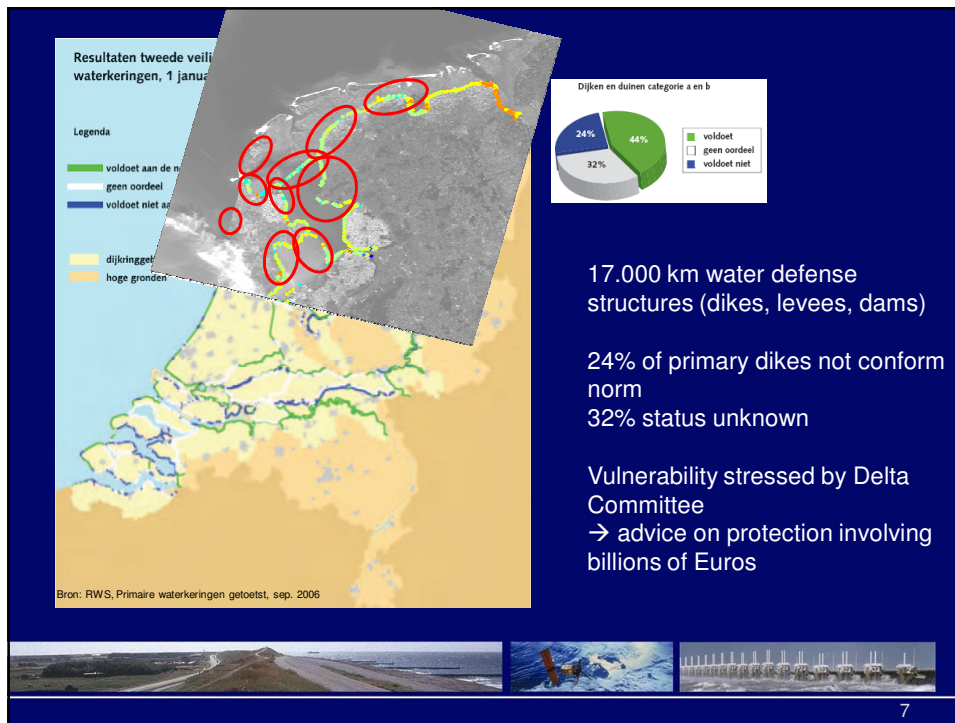 Resultaten tweede veili
waterkeringen, 1 janua
Legenda
voldoet aan de n
geen oordeel
voldoet niet aa
dijkringgeb
hoge gronden
Bron: RWS, Primaire waterkeringen getoetst, sep. 2006
Dijken en duinen categorie a en b
24%
44%
32%
voldoet
geen oordeel
voldoet niet
17.000 km water defense
structures (dikes, levees, dams)
24% of primary dikes not conform
norm
32% status unknown
Vulnerability stressed by Delta
Committee
→ advice on protection involving
billions of Euros
7